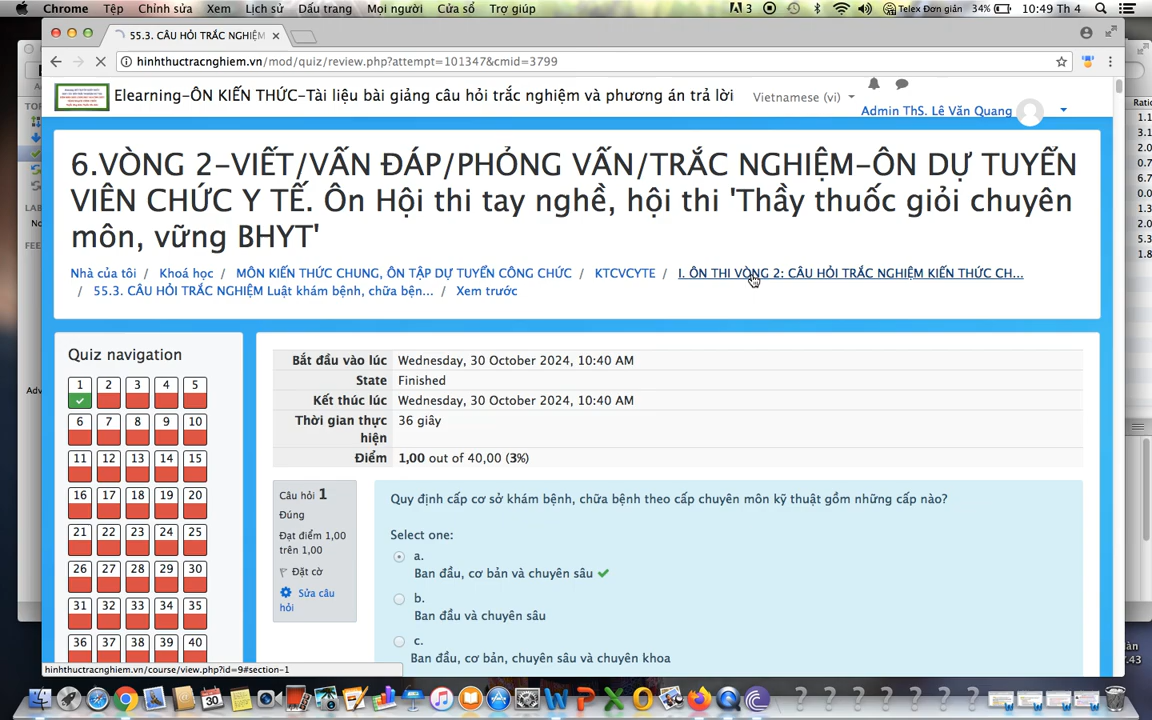 Chrome Tệp Chỉnh sửa Xem Lịch sử Dấu trang Mọi người Cửa sổ Trợ giúp 3 Telex Đơn giản 34% 10:49 Th 4
55.3. CÂU HỎI TRẮC NGHIỆM
hinhthuctracnghiem.vn/mod/quiz/review.php?attempt=101347&cmid=3799
Elearning-ÔN KIẾN THỨC-Tài liệu bài giảng câu hỏi trắc nghiệm và phương án trả lời Vietnamese (vi)
Admin ThS. Lê Văn Quang
6.VÒNG 2-VIẾT/VẤN ĐÁP/PHỎNG VẤN/TRẮC NGHIỆM-ÔN DỰ TUYỂN
VIÊN CHỨC Y TẾ. Ôn Hội thi tay nghề, hội thi 'Thầy thuốc giỏi chuyên
môn, vững BHYT'
Nhà của tôi / Khoá học / MÔN KIẾN THỨC CHUNG, ÔN TẬP DỰ TUYỂN CÔNG CHỨC / KTCVCYTE / I. ÔN THI VÒNG 2: CÂU HỎI TRẮC NGHIỆM KIẾN THỨC CH...
/ 55.3. CÂU HỎI TRẮC NGHIỆM Luật khám bệnh, chữa bện... / Xem trước
Quiz navigation
1 2 3 4 5
6 7 8 9 10
11 12 13 14 15
16 17 18 19 20
21 22 23 24 25
26 27 28 29 30
31 32 33 34 35
36 37 38 39 40
Bắt đầu vào lúc Wednesday, 30 October 2024, 10:40 AM
State Finished
Kết thúc lúc Wednesday, 30 October 2024, 10:40 AM
Thời gian thực 36 giây
hiện
Điểm 1,00 out of 40,00 (3%)
Câu hỏi 1
Đúng
Đạt điểm 1,00
trên 1,00
Đặt cờ
Sửa câu
hỏi
Quy định cấp cơ sở khám bệnh, chữa bệnh theo cấp chuyên môn kỹ thuật gồm những cấp nào?
Select one:
a.
Ban đầu, cơ bản và chuyên sâu
b.
Ban đầu và chuyên sâu
c.
Ban đầu, cơ bản, chuyên sâu và chuyên khoa
hinhthuctracnghiem.vn/course/view.php?id=9#section-1